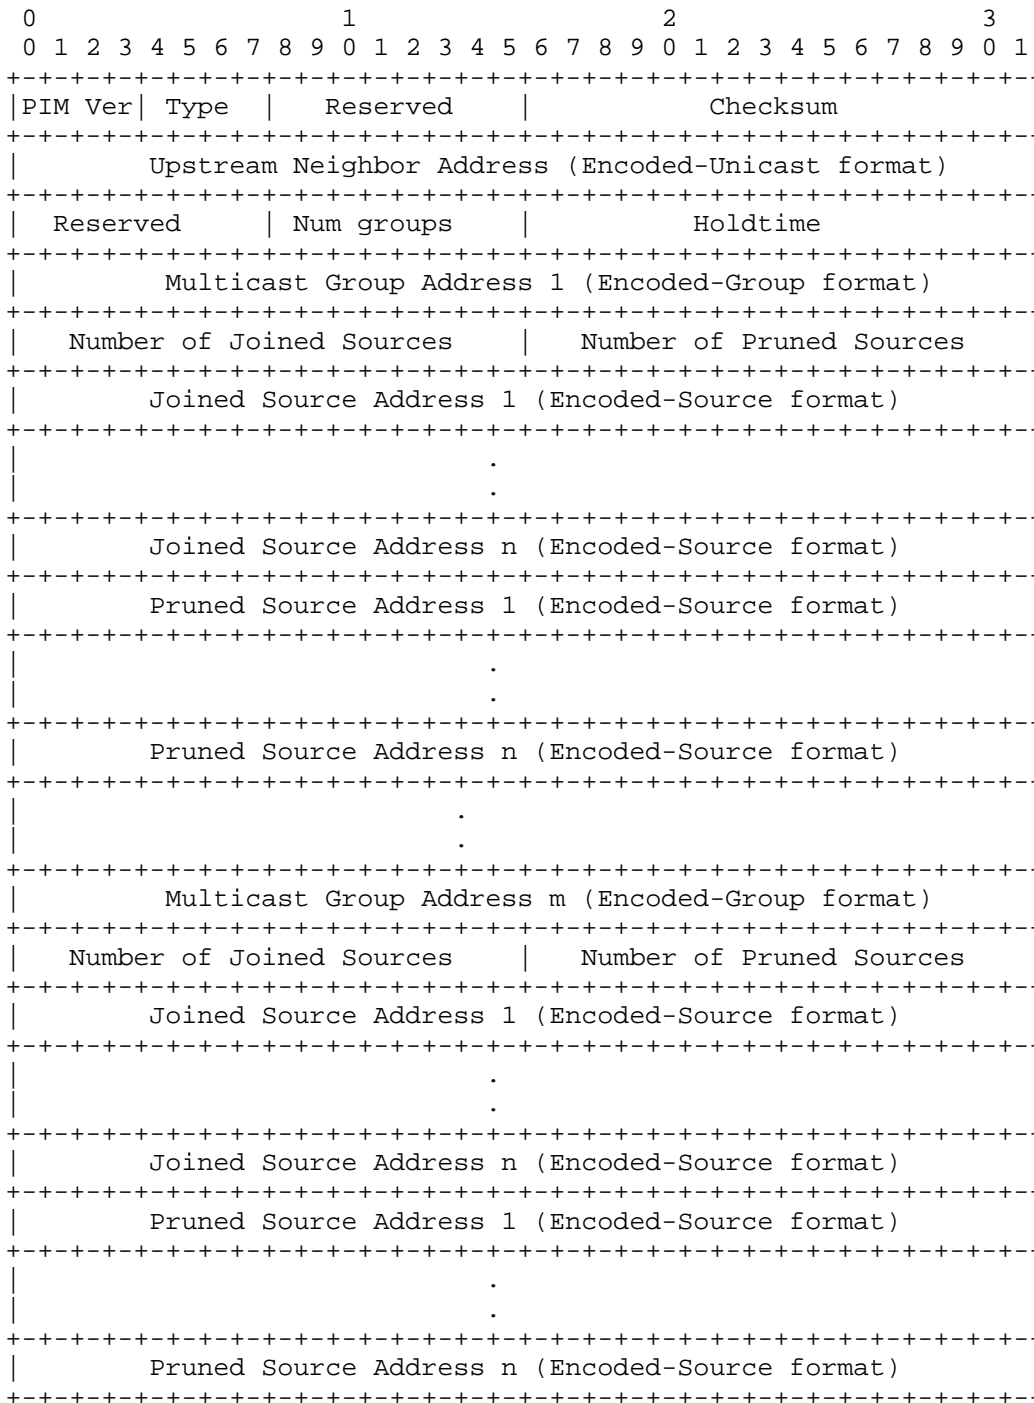 0                   1                   2                   3
 0 1 2 3 4 5 6 7 8 9 0 1 2 3 4 5 6 7 8 9 0 1 2 3 4 5 6 7 8 9 0 1
+-+-+-+-+-+-+-+-+-+-+-+-+-+-+-+-+-+-+-+-+-+-+-+-+-+-+-+-+-+-+-+-
|PIM Ver| Type  |   Reserved    |           Checksum
+-+-+-+-+-+-+-+-+-+-+-+-+-+-+-+-+-+-+-+-+-+-+-+-+-+-+-+-+-+-+-+-
|        Upstream Neighbor Address (Encoded-Unicast format)
+-+-+-+-+-+-+-+-+-+-+-+-+-+-+-+-+-+-+-+-+-+-+-+-+-+-+-+-+-+-+-+-
|  Reserved     | Num groups    |          Holdtime
+-+-+-+-+-+-+-+-+-+-+-+-+-+-+-+-+-+-+-+-+-+-+-+-+-+-+-+-+-+-+-+-
|         Multicast Group Address 1 (Encoded-Group format)
+-+-+-+-+-+-+-+-+-+-+-+-+-+-+-+-+-+-+-+-+-+-+-+-+-+-+-+-+-+-+-+-
|   Number of Joined Sources    |   Number of Pruned Sources
+-+-+-+-+-+-+-+-+-+-+-+-+-+-+-+-+-+-+-+-+-+-+-+-+-+-+-+-+-+-+-+-
|        Joined Source Address 1 (Encoded-Source format)
+-+-+-+-+-+-+-+-+-+-+-+-+-+-+-+-+-+-+-+-+-+-+-+-+-+-+-+-+-+-+-+-
|                             .
|                             .
+-+-+-+-+-+-+-+-+-+-+-+-+-+-+-+-+-+-+-+-+-+-+-+-+-+-+-+-+-+-+-+-
|        Joined Source Address n (Encoded-Source format)
+-+-+-+-+-+-+-+-+-+-+-+-+-+-+-+-+-+-+-+-+-+-+-+-+-+-+-+-+-+-+-+-
|        Pruned Source Address 1 (Encoded-Source format)
+-+-+-+-+-+-+-+-+-+-+-+-+-+-+-+-+-+-+-+-+-+-+-+-+-+-+-+-+-+-+-+-
|                             .
|                             .
+-+-+-+-+-+-+-+-+-+-+-+-+-+-+-+-+-+-+-+-+-+-+-+-+-+-+-+-+-+-+-+-
|        Pruned Source Address n (Encoded-Source format)
+-+-+-+-+-+-+-+-+-+-+-+-+-+-+-+-+-+-+-+-+-+-+-+-+-+-+-+-+-+-+-+-
|                           .
|                           .
+-+-+-+-+-+-+-+-+-+-+-+-+-+-+-+-+-+-+-+-+-+-+-+-+-+-+-+-+-+-+-+-
|         Multicast Group Address m (Encoded-Group format)
+-+-+-+-+-+-+-+-+-+-+-+-+-+-+-+-+-+-+-+-+-+-+-+-+-+-+-+-+-+-+-+-
|   Number of Joined Sources    |   Number of Pruned Sources
+-+-+-+-+-+-+-+-+-+-+-+-+-+-+-+-+-+-+-+-+-+-+-+-+-+-+-+-+-+-+-+-
|        Joined Source Address 1 (Encoded-Source format)
+-+-+-+-+-+-+-+-+-+-+-+-+-+-+-+-+-+-+-+-+-+-+-+-+-+-+-+-+-+-+-+-
|                             .
|                             .
+-+-+-+-+-+-+-+-+-+-+-+-+-+-+-+-+-+-+-+-+-+-+-+-+-+-+-+-+-+-+-+-
|        Joined Source Address n (Encoded-Source format)
+-+-+-+-+-+-+-+-+-+-+-+-+-+-+-+-+-+-+-+-+-+-+-+-+-+-+-+-+-+-+-+-
|        Pruned Source Address 1 (Encoded-Source format)
+-+-+-+-+-+-+-+-+-+-+-+-+-+-+-+-+-+-+-+-+-+-+-+-+-+-+-+-+-+-+-+-
|                             .
|                             .
+-+-+-+-+-+-+-+-+-+-+-+-+-+-+-+-+-+-+-+-+-+-+-+-+-+-+-+-+-+-+-+-
|        Pruned Source Address n (Encoded-Source format)
+-+-+-+-+-+-+-+-+-+-+-+-+-+-+-+-+-+-+-+-+-+-+-+-+-+-+-+-+-+-+-+-